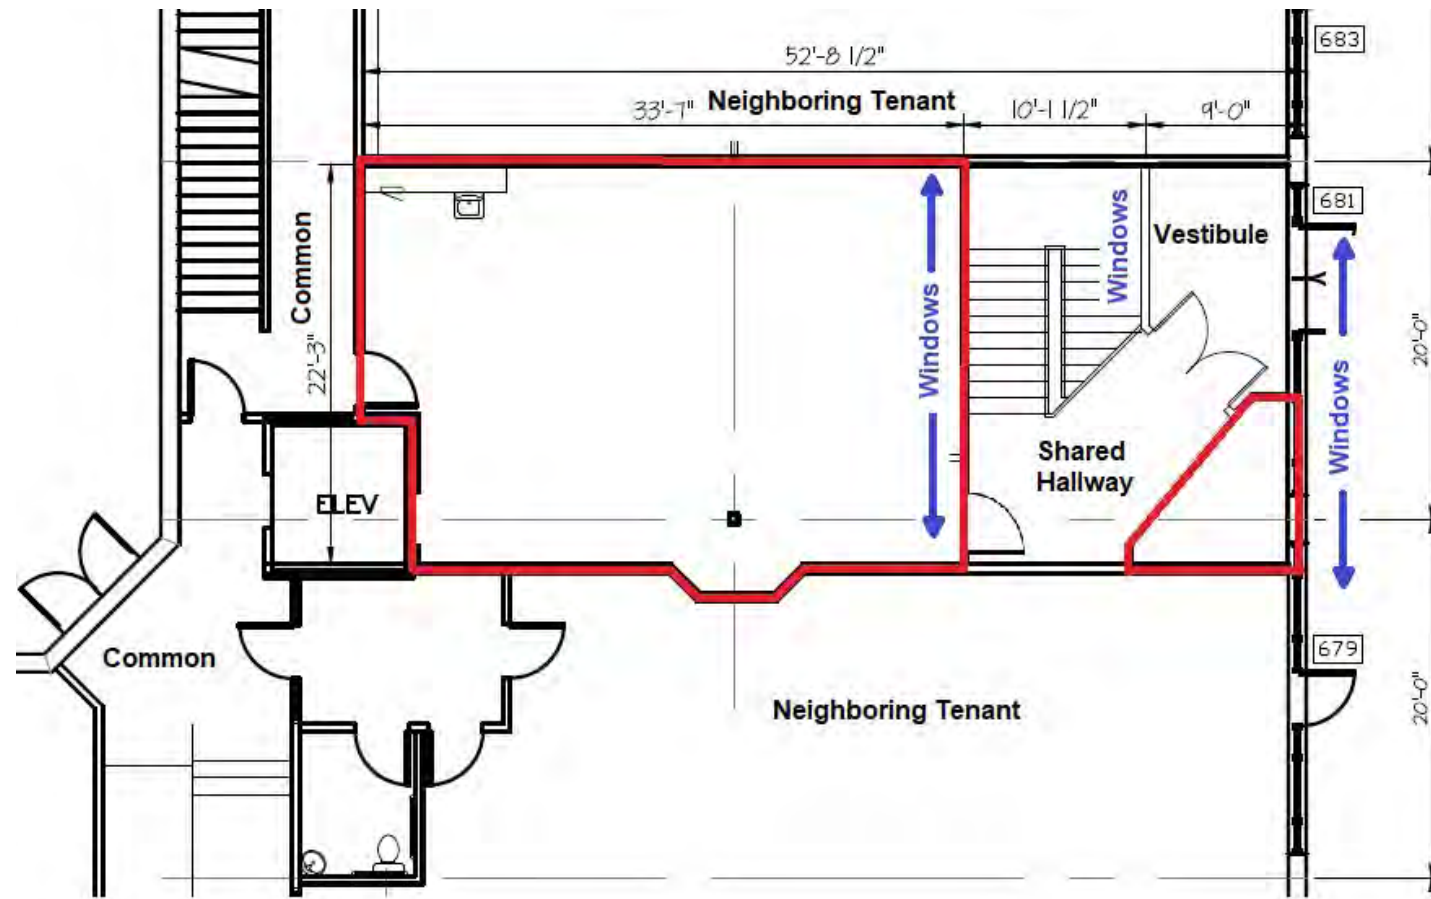 683
52'-8 1/2"
33'-7"
Neighboring Tenant
10'-1 1/2"
9'-0"
681
Common
Windows
Vestibule
22'-3"
Windows
Windows
20'-0"
Shared
Hallway
ELEV
679
Common
Neighboring Tenant
20'-0"